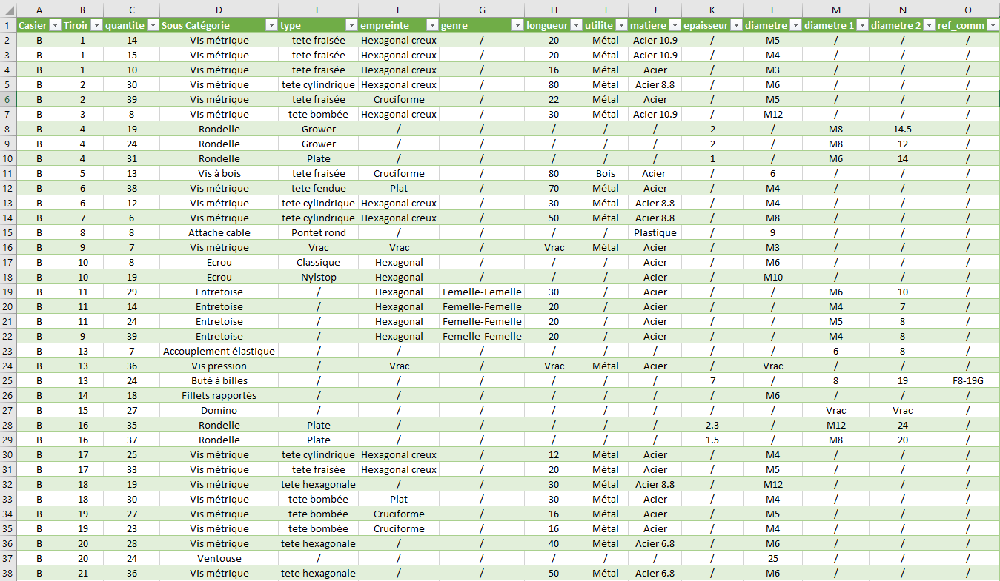 A B C D E F G H I J K L M N O
1 Casier Tiroir quantite Sous Catégorie type empreinte genre longueur utilite matiere epaisseur diametre diametre 1 diametre 2 ref_comm
2 B 1 14 Vis métrique tete fraisée Hexagonal creux / 20 Métal Acier 10.9 / M5 / / /
3 B 1 15 Vis métrique tete fraisée Hexagonal creux / 20 Métal Acier 10.9 / M4 / / /
4 B 1 10 Vis métrique tete fraisée Hexagonal creux / 16 Métal Acier / M3 / / /
5 B 2 30 Vis métrique tete cylindrique Hexagonal creux / 80 Métal Acier 8.8 / M6 / / /
6 B 2 39 Vis métrique tete fraisée Cruciforme / 22 Métal Acier / M5 / / /
7 B 3 8 Vis métrique tete bombée Hexagonal creux / 30 Métal Acier 10.9 / M12 / / /
8 B 4 19 Rondelle Grower / / / / / 2 / M8 14.5 /
9 B 4 24 Rondelle Grower / / / / / 2 / M8 12 /
10 B 4 31 Rondelle Plate / / / / / 1 / M6 14 /
11 B 5 13 Vis à bois tete fraisée Cruciforme / 80 Bois Acier / 6 / / /
12 B 6 38 Vis métrique tete fendue Plat / 70 Métal Acier / M4 / / /
13 B 6 12 Vis métrique tete cylindrique Hexagonal creux / 30 Métal Acier 8.8 / M4 / / /
14 B 7 6 Vis métrique tete cylindrique Hexagonal creux / 50 Métal Acier 8.8 / M8 / / /
15 B 8 8 Attache cable Pontet rond / / / / Plastique / 9 / / /
16 B 9 7 Vis métrique Vrac Vrac / Vrac Métal Acier / M3 / / /
17 B 10 8 Ecrou Classique Hexagonal / / / Acier / M6 / / /
18 B 10 19 Ecrou Nylstop Hexagonal / / / Acier / M10 / / /
19 B 11 29 Entretoise / Hexagonal Femelle-Femelle 30 / Acier / / M6 10 /
20 B 11 14 Entretoise / Hexagonal Femelle-Femelle 20 / Acier / / M4 7 /
21 B 11 24 Entretoise / Hexagonal Femelle-Femelle 20 / Acier / / M5 8 /
22 B 9 39 Entretoise / Hexagonal Femelle-Femelle 20 / Acier / / M4 8 /
23 B 13 7 Accouplement élastique / / / / / / / / 6 8 /
24 B 13 36 Vis pression / Vrac / Vrac Métal Acier / Vrac / / /
25 B 13 24 Buté à billes / / / / / / 7 / 8 19 F8-19G
26 B 14 18 Fillets rapportés / / / / / / / M6 / / /
27 B 15 27 Domino / / / / / / / / Vrac Vrac /
28 B 16 35 Rondelle Plate / / / / / 2.3 / M12 24 /
29 B 16 37 Rondelle Plate / / / / / 1.5 / M8 20 /
30 B 17 25 Vis métrique tete cylindrique Hexagonal creux / 12 Métal Acier / M4 / / /
31 B 17 33 Vis métrique tete fraisée Hexagonal creux / 20 Métal Acier / M5 / / /
32 B 18 19 Vis métrique tete hexagonale / / 30 Métal Acier 8.8 / M12 / / /
33 B 18 30 Vis métrique tete bombée Plat / 30 Métal Acier / M4 / / /
34 B 19 27 Vis métrique tete bombée Cruciforme / 16 Métal Acier / M5 / / /
35 B 19 23 Vis métrique tete bombée Cruciforme / 16 Métal Acier / M4 / / /
36 B 20 28 Vis métrique tete hexagonale / / 40 Métal Acier 6.8 / M6 / / /
37 B 20 24 Ventouse / / / / / / / 25 / / /
38 B 21 36 Vis métrique tete hexagonale / / 50 Métal Acier 6.8 / M6 / / /